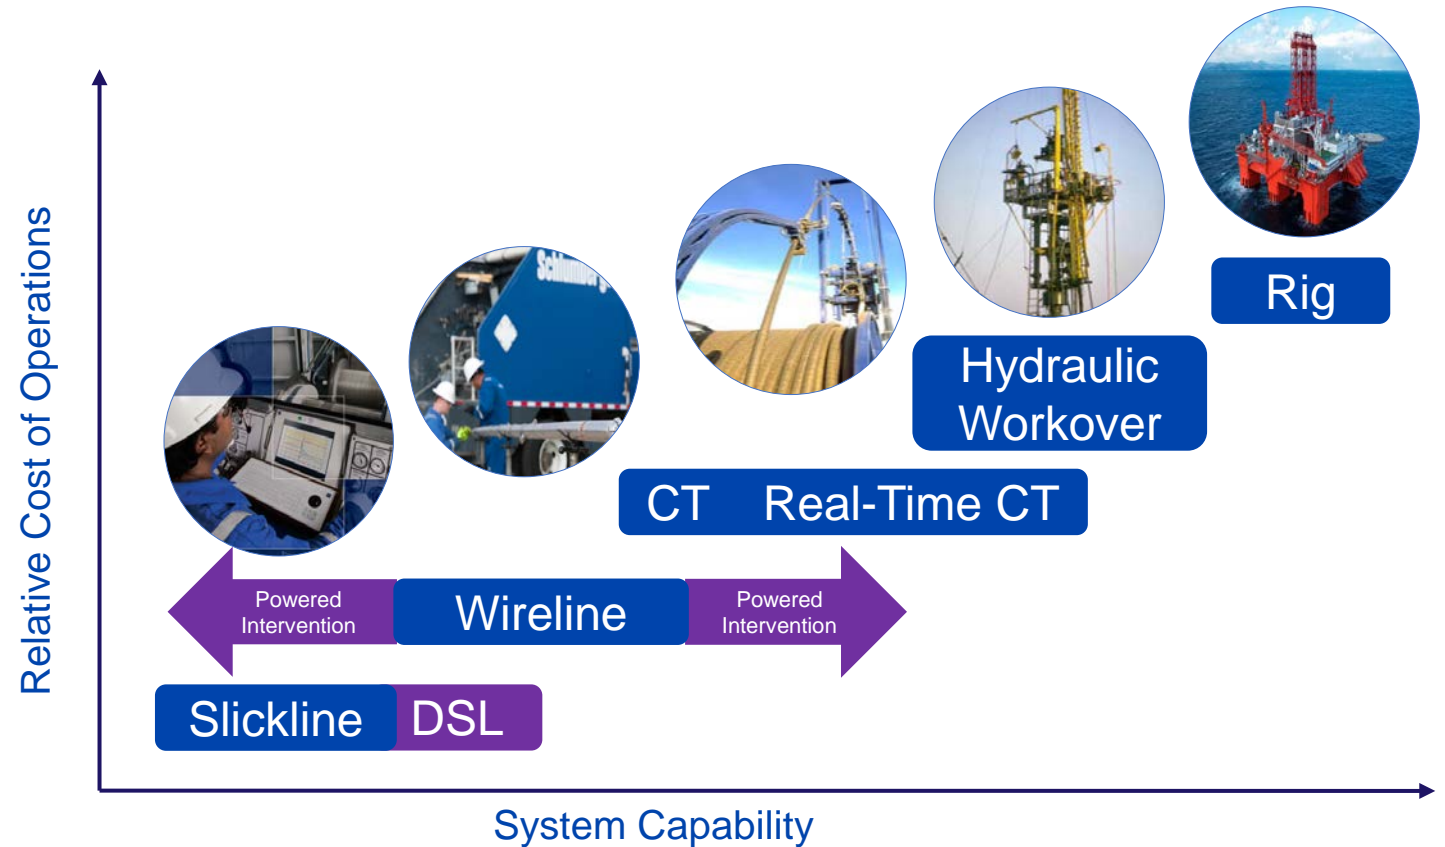 Relative Cost of Operations
Schlumberge
Rig
Hydraulic
Workover
CT Real-Time CT
Powered
Intervention
Wireline
Powered
Intervention
Slickline DSL
System Capability